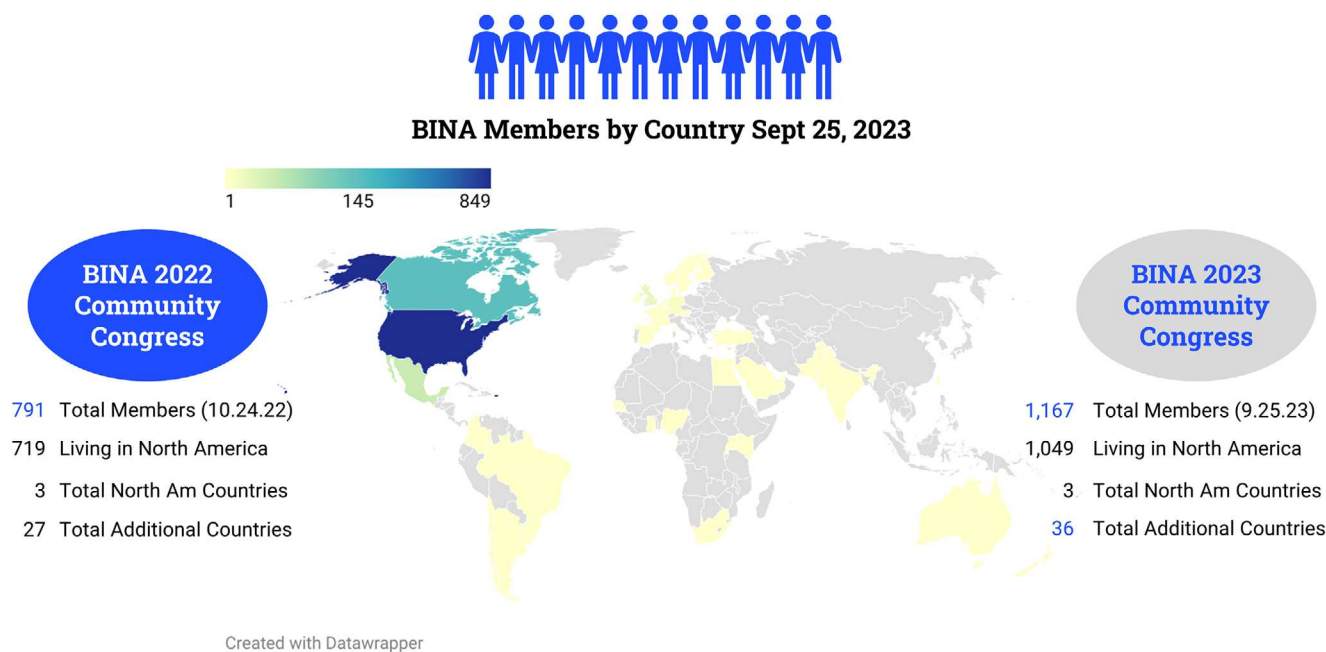 BINA Members by Country Sept 25, 2023
1 145 849
BINA 2022
Community
Congress
791 Total Members (10.24.22)
719 Living in North America
3 Total North Am Countries
27 Total Additional Countries
BINA 2023
Community
Congress
1,167 Total Members (9.25.23)
1,049 Living in North America
3 Total North Am Countries
36 Total Additional Countries
Created with Datawrapper